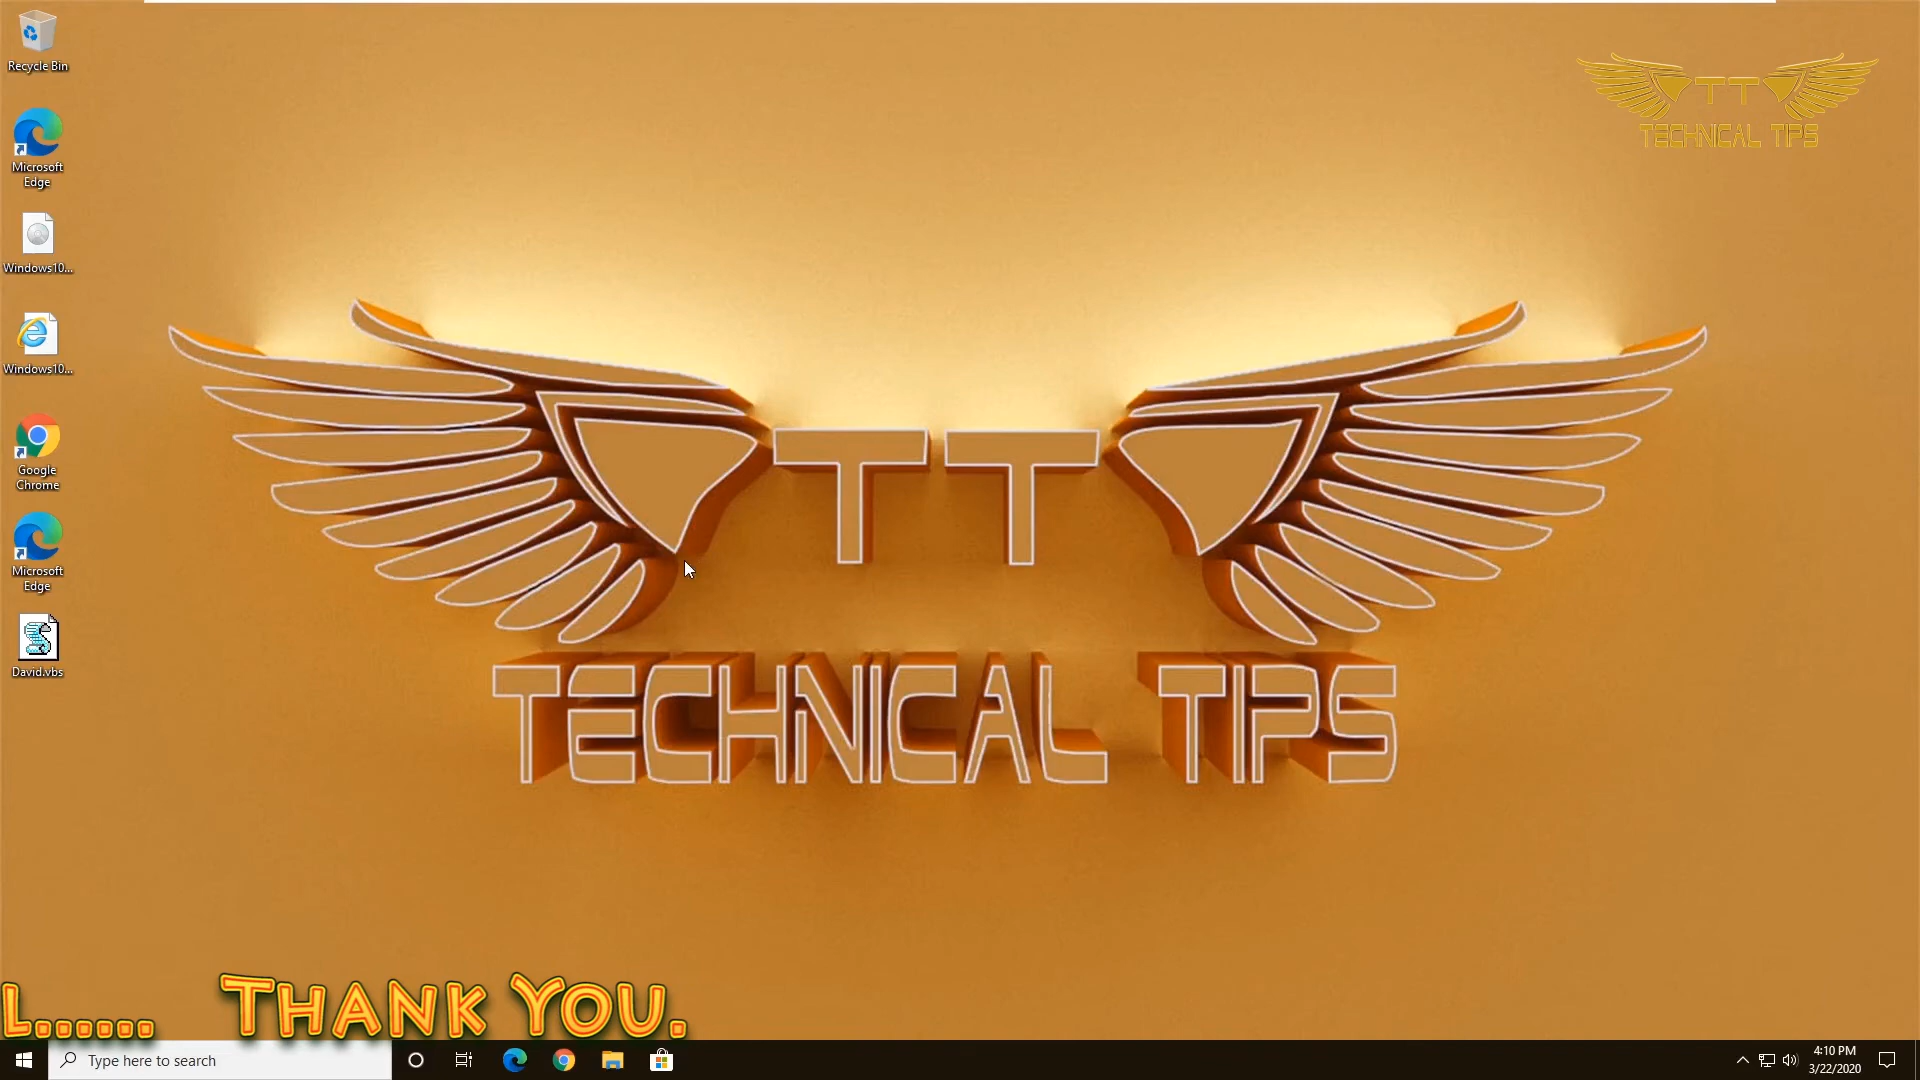 Recycle Bin
Microsoft
Edge
Windows10...
Windows10...
Google
Chrome
Microsoft
Edge
David.vbs
TT
TECHNICAL TIPS
TT
TECHNICAL TIPS
L...... THANK YOU.
Type here to search
4:10 PM
3/22/2020